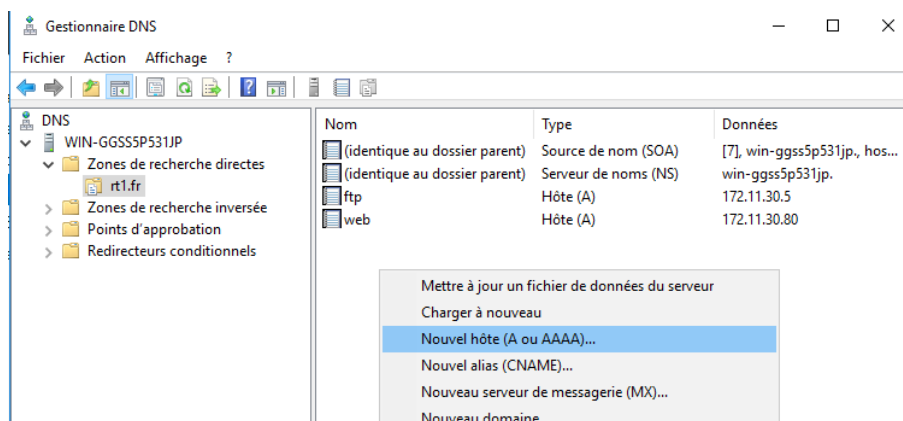 Gestionnaire DNS
Fichier Action Affichage ?
DNS
WIN-GGSS5P531JP
Zones de recherche directes
rt1.fr
Zones de recherche inversée
Points d'approbation
Redirecteurs conditionnels
Nom Type Données
(identique au dossier parent) Source de nom (SOA) [7], win-ggss5p531jp., hos...
(identique au dossier parent) Serveur de noms (NS) win-ggss5p531jp.
ftp Hôte (A) 172.11.30.5
web Hôte (A) 172.11.30.80
Mettre à jour un fichier de données du serveur
Charger à nouveau
Nouvel hôte (A ou AAAA)...
Nouvel alias (CNAME)...
Nouveau serveur de messagerie (MX)...
Nouveau domaine